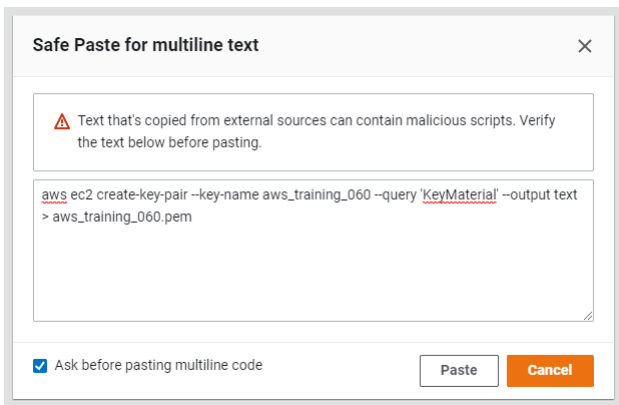 Safe Paste for multiline text
Text that's copied from external sources can contain malicious scripts. Verify
the text below before pasting.
aws ec2 create-key-pair --key-name aws_training_060 --query 'KeyMaterial' --output text
> aws_training_060.pem
Ask before pasting multiline code
Paste
Cancel